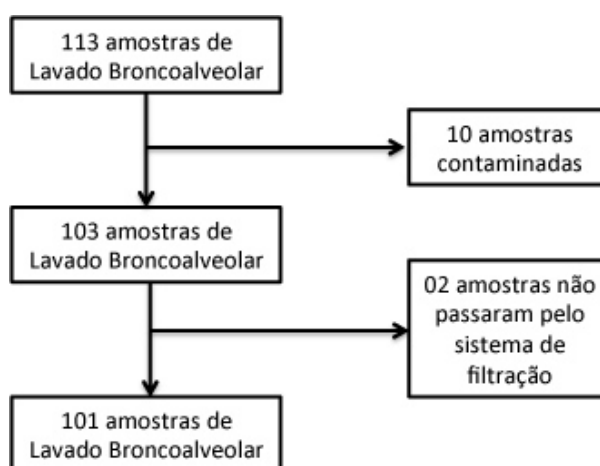 113 amostras de
Lavado Broncoalveolar
10 amostras
contaminadas
103 amostras de
Lavado Broncoalveolar
02 amostras não
passaram pelo
sistema de
filtração
101 amostras de
Lavado Broncoalveolar